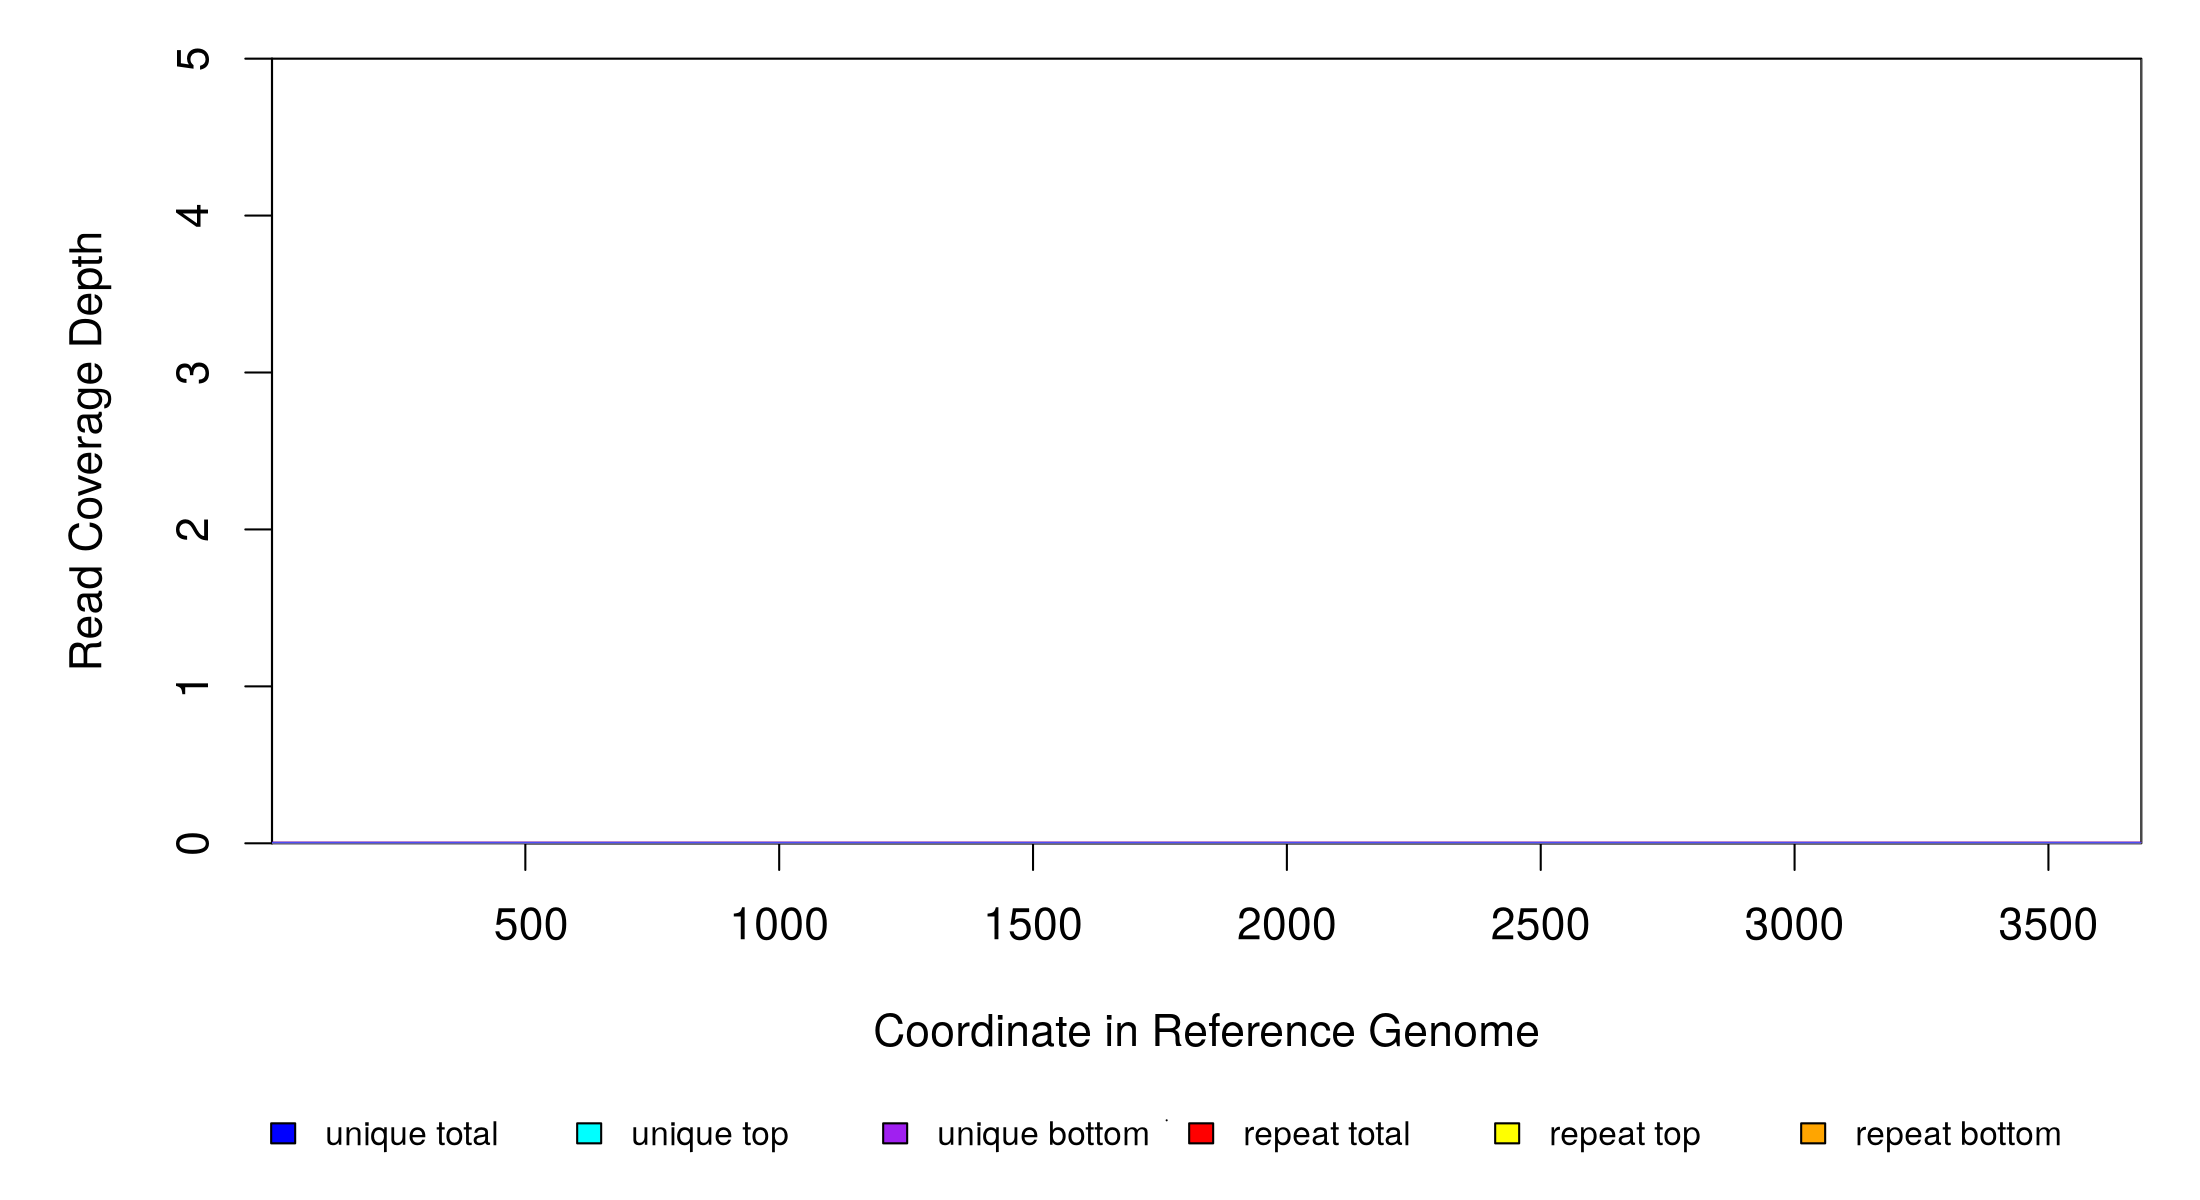 5
4
3
2
1
0
Read Coverage Depth
500 1000 1500 2000 2500 3000 3500
Coordinate in Reference Genome
unique total unique top unique bottom repeat total repeat top repeat bottom